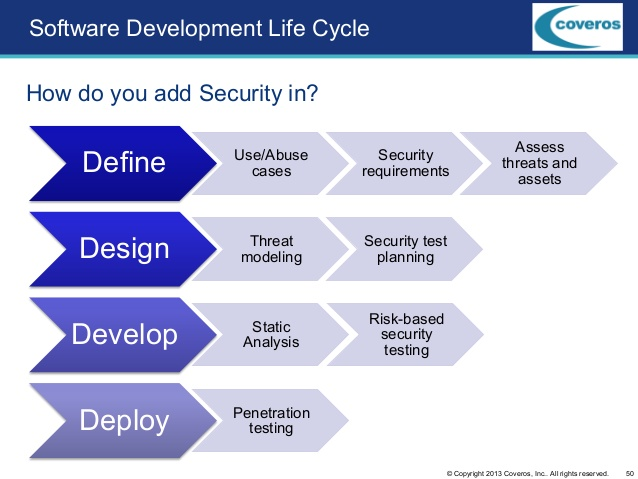 Software Development Life Cycle
coveros
How do you add Security in?
Define
Use/Abuse
cases
Security
requirements
Assess
threats and
assets
Design
Threat
modeling
Security test
planning
Develop
Static
Analysis
Risk-based
security
testing
Deploy
Penetration
testing
© Copyright 2013 Coveros, Inc.. All rights reserved. 50